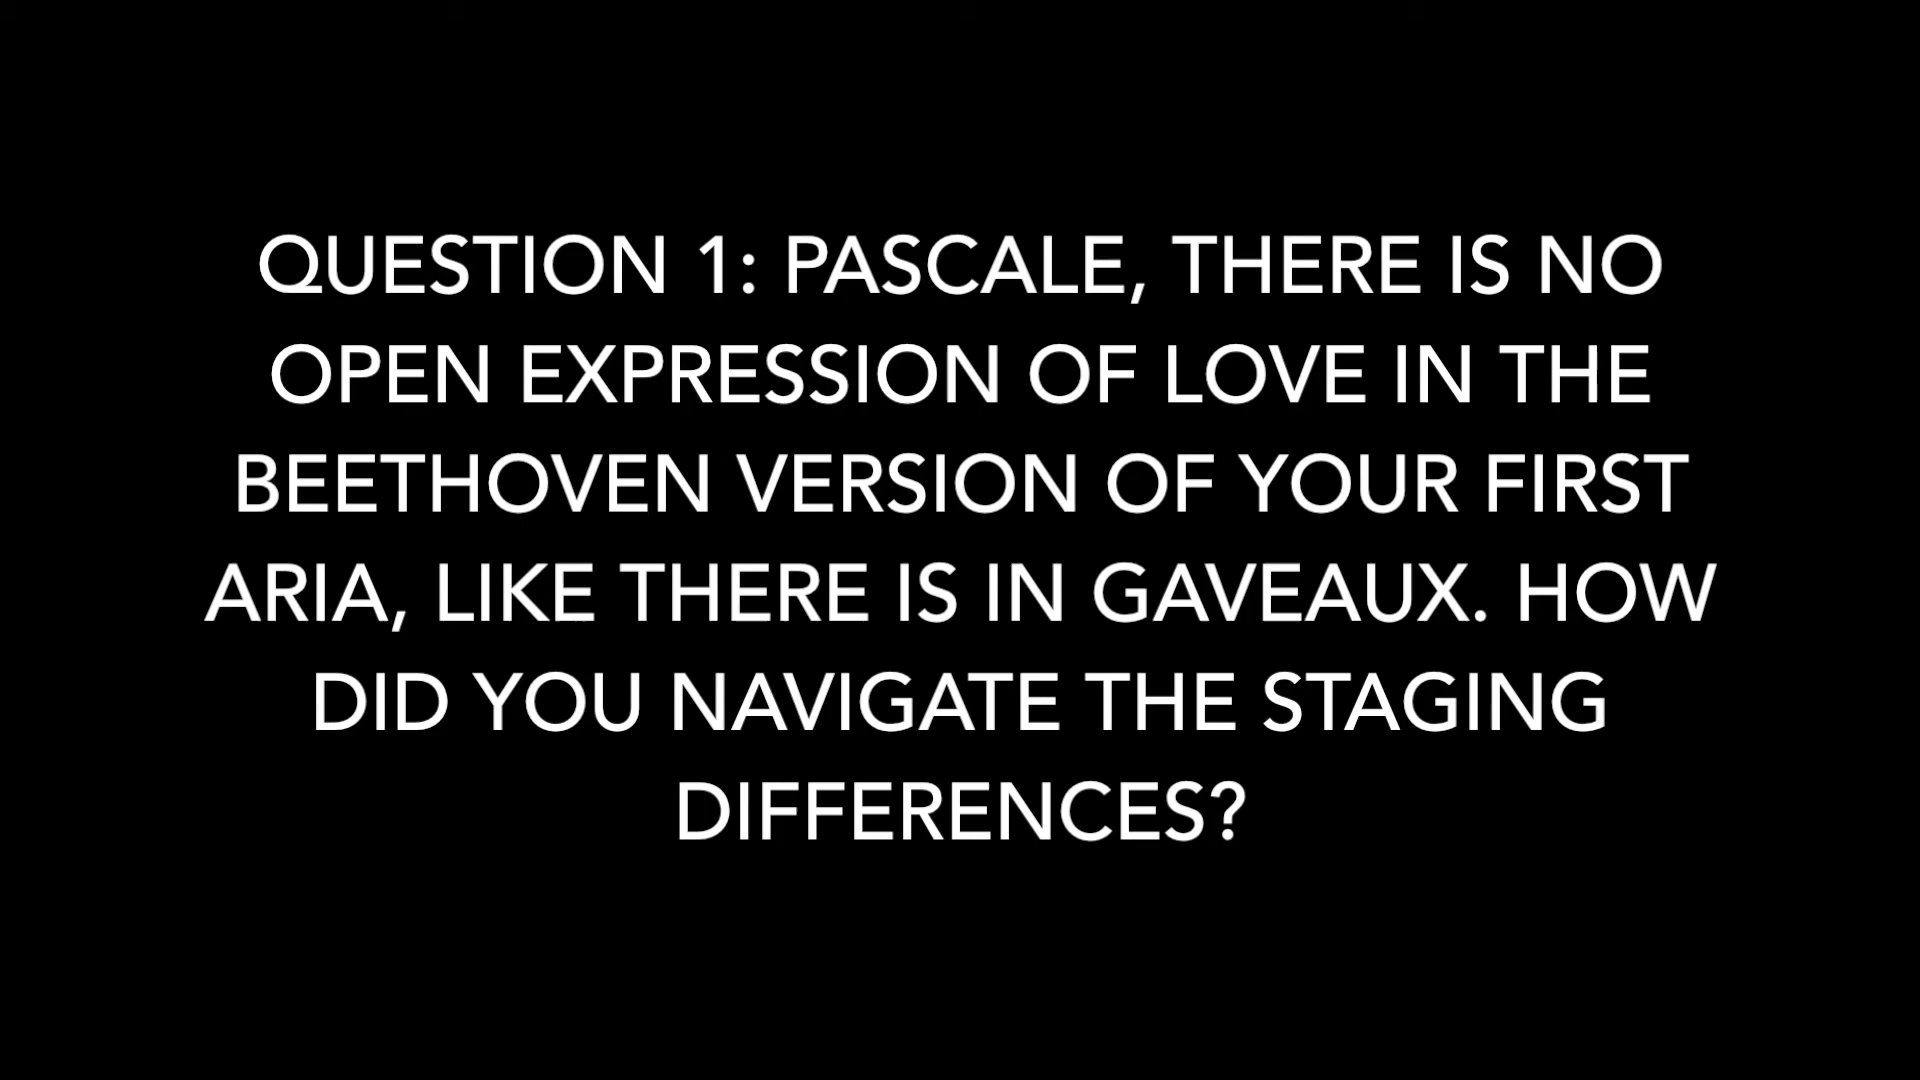 QUESTION 1: PASCALE, THERE IS NO
OPEN EXPRESSION OF LOVE IN THE
BEETHOVEN VERSION OF YOUR FIRST
ARIA, LIKE THERE IS IN GAVEAUX. HOW
DID YOU NAVIGATE THE STAGING
DIFFERENCES?